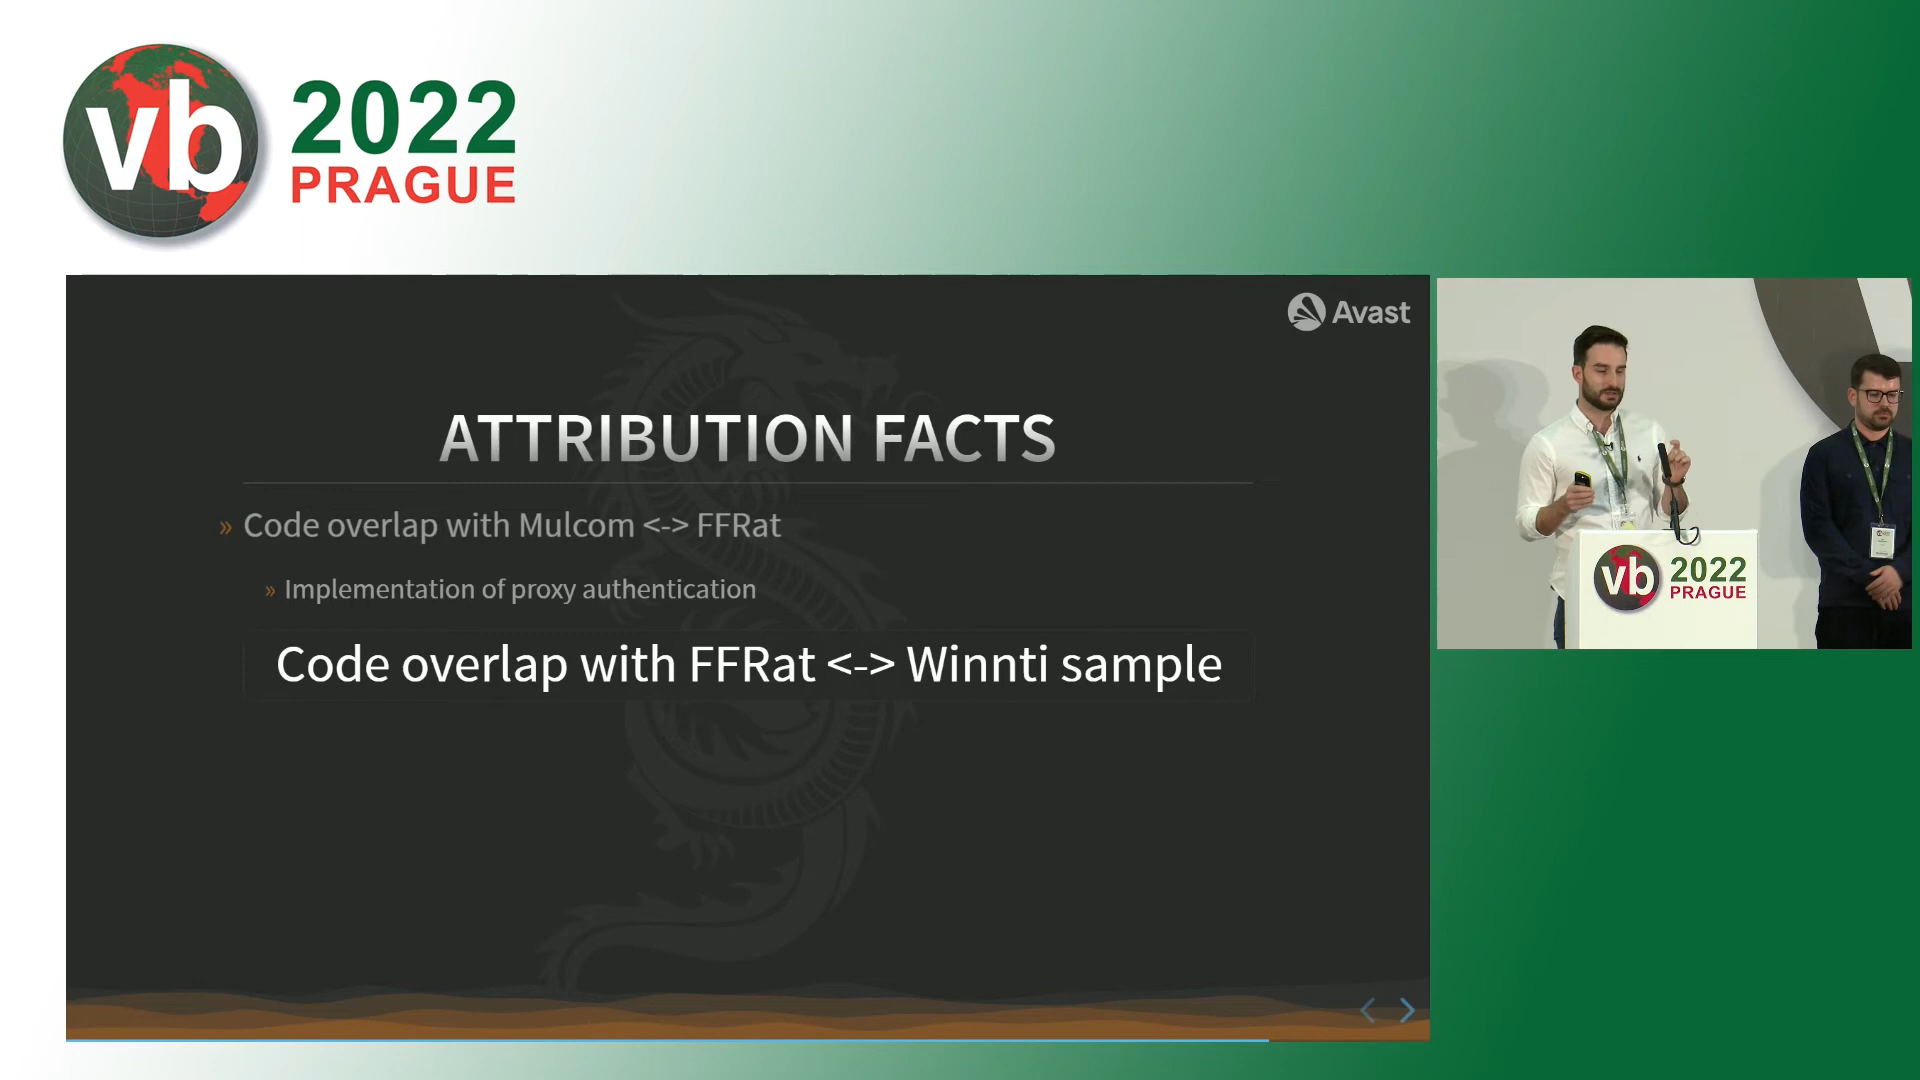 vb
2022
PRAGUE
Avast
ATTRIBUTION FACTS
» Code overlap with Mulcom <-> FFRat
» Implementation of proxy authentication
Code overlap with FFRat <-> Winnti sample
vb
2022
PRAGUE